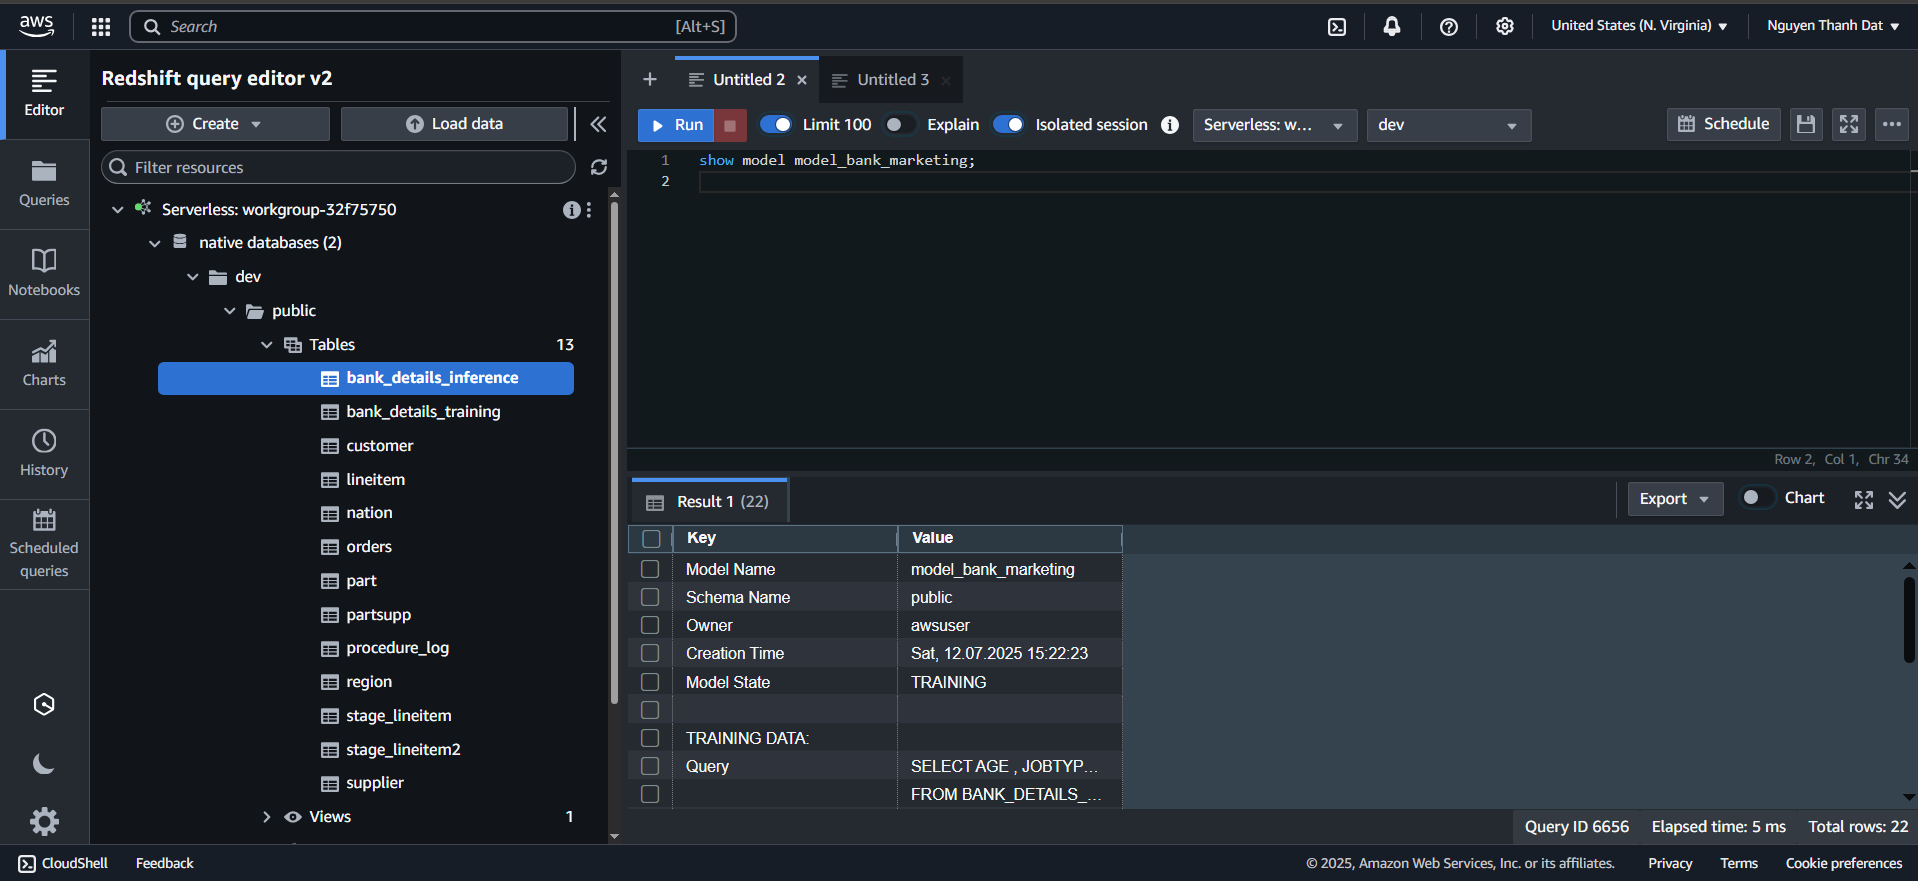 aws
Search [Alt+S]
United States (N. Virginia)
Nguyen Thanh Dat
Editor
Queries
Notebooks
Charts
History
Scheduled
queries
Redshift query editor v2
Create
Load data
Filter resources
Serverless: workgroup-32f75750
native databases (2)
dev
public
Tables 13
bank_details_inference
bank_details_training
customer
lineitem
nation
orders
part
partsupp
procedure_log
region
stage_lineitem
stage_lineitem2
supplier
Views 1
Untitled 2
Untitled 3
Run
Limit 100
Explain
Isolated session
Serverless: w...
dev
Schedule
1 show model model_bank_marketing;
2
Row 2, Col 1, Chr 34
Result 1 (22)
Export
Chart
Key Value
Model Name model_bank_marketing
Schema Name public
Owner awsuser
Creation Time Sat, 12.07.2025 15:22:23
Model State TRAINING
TRAINING DATA:
Query SELECT AGE , JOBTYP...
FROM BANK_DETAILS_...
Query ID 6656 Elapsed time: 5 ms Total rows: 22
CloudShell Feedback
© 2025, Amazon Web Services, Inc. or its affiliates. Privacy Terms Cookie preferences